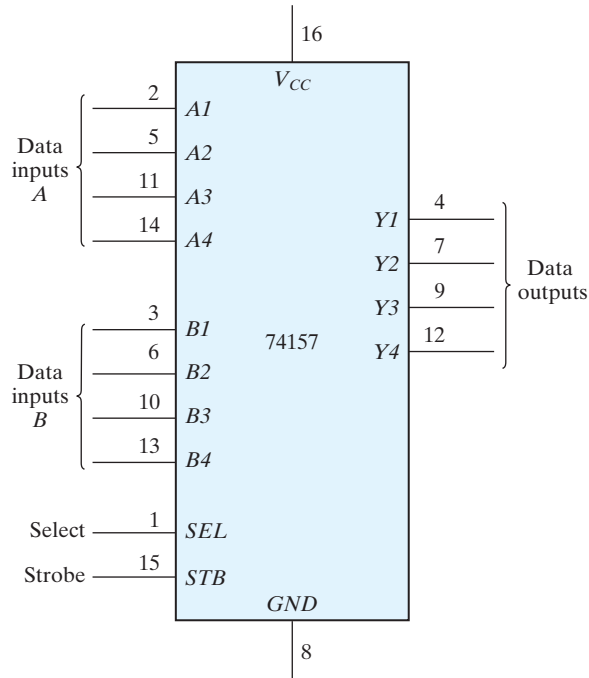 16
V_CC
2
A1
5
A2
11
A3
14
A4
Data
inputs
A
Y1
4
Y2
7
Y3
9
Y4
12
Data
outputs
3
B1
6
B2
10
B3
13
B4
Data
inputs
B
74157
Select
1
SEL
Strobe
15
STB
GND
8